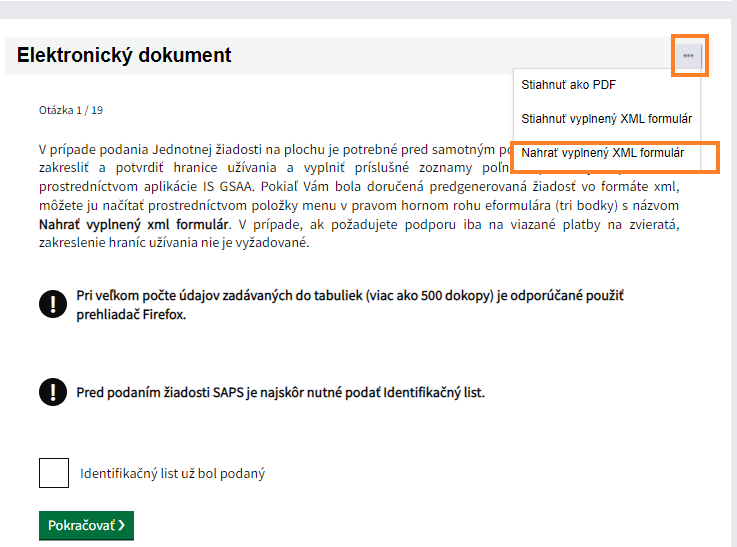 Elektronický dokument
...
Stiahnuť ako PDF
Stiahnuť vyplnený XML formulár
Nahrať vyplnený XML formulár
Otázka 1 / 19
V prípade podania Jednotnej žiadosti na plochu je potrebné pred samotným
zakresliť a potvrdiť hranice užívania a vyplniť príslušné zoznamy
prostredníctvom aplikácie IS GSAA. Pokiaľ Vám bola doručená predgenerovaná žiadosť vo formáte xml,
môžete ju načítať prostredníctvom položky menu v pravom hornom rohu eformulára (tri bodky) s názvom
Nahrať vyplnený xml formulár. V prípade, ak požadujete podporu iba na viazané platby na zvieratá,
zakreslenie hraníc užívania nie je vyžadované.
Pri veľkom počte údajov zadávaných do tabuliek (viac ako 500 dokopy) je odporúčané použiť
prehliadač Firefox.
Pred podaním žiadosti SAPS je najskôr nutné podať Identifikačný list.
Identifikačný list už bol podaný
Pokračovať